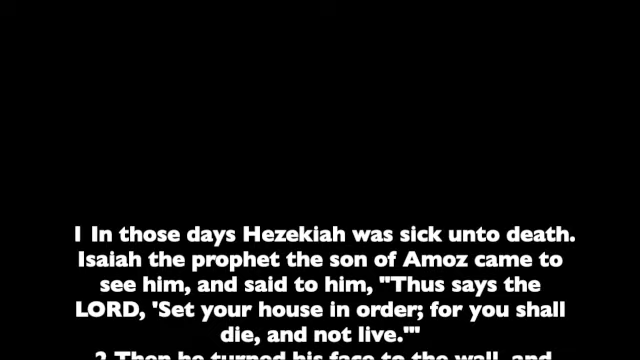 1 In those days Hezekiah was sick unto death.
Isaiah the prophet the son of Amoz came to
see him, and said to him, "Thus says the
LORD, 'Set your house in order; for you shall
die, and not live.'"
2 Then he turned his face to the wall, and